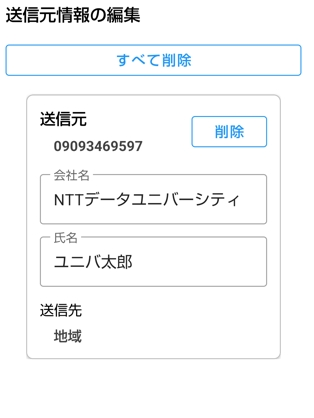 送信元情報の編集
すべて削除
送信元
削除
09093469597
会社名
NTTデータユニバーシティ
氏名
ユニバ太郎
送信先
地域